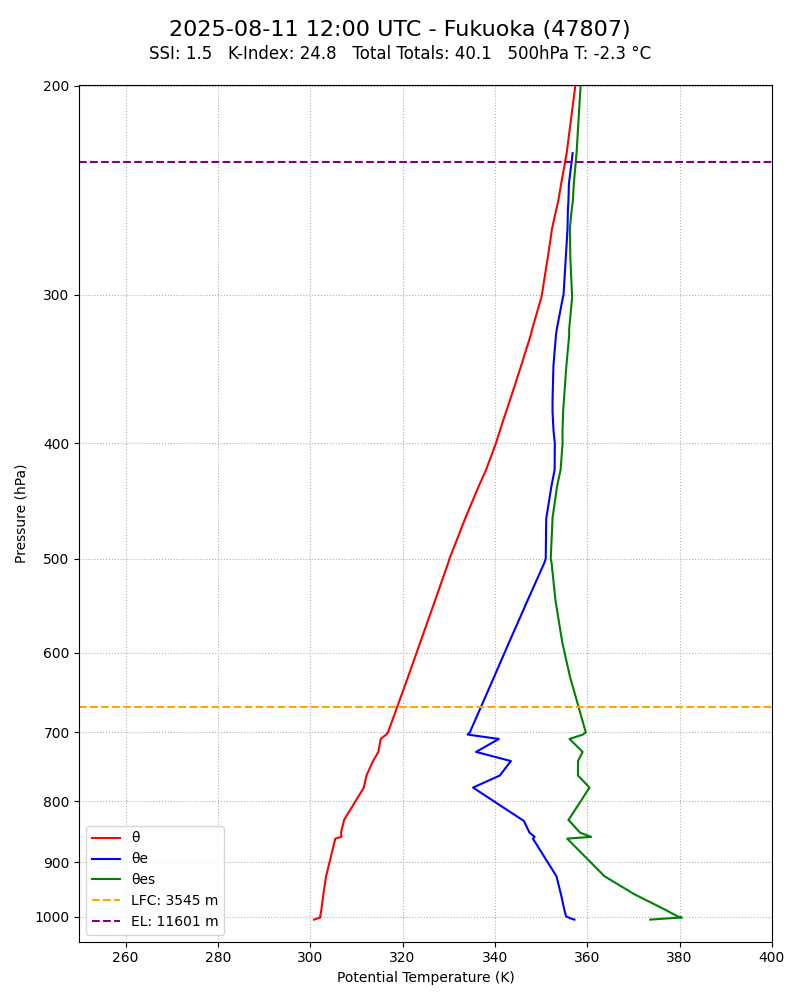 2025-08-11 12:00 UTC - Fukuoka (47807)
SSI: 1.5 K-Index: 24.8 Total Totals: 40.1 500hPa T: -2.3 °C
200
300
400
500
600
700
800
900
1000
Pressure (hPa)
θ
θe
θes
LFC: 3545 m
EL: 11601 m
260 280 300 320 340 360 380 400
Potential Temperature (K)